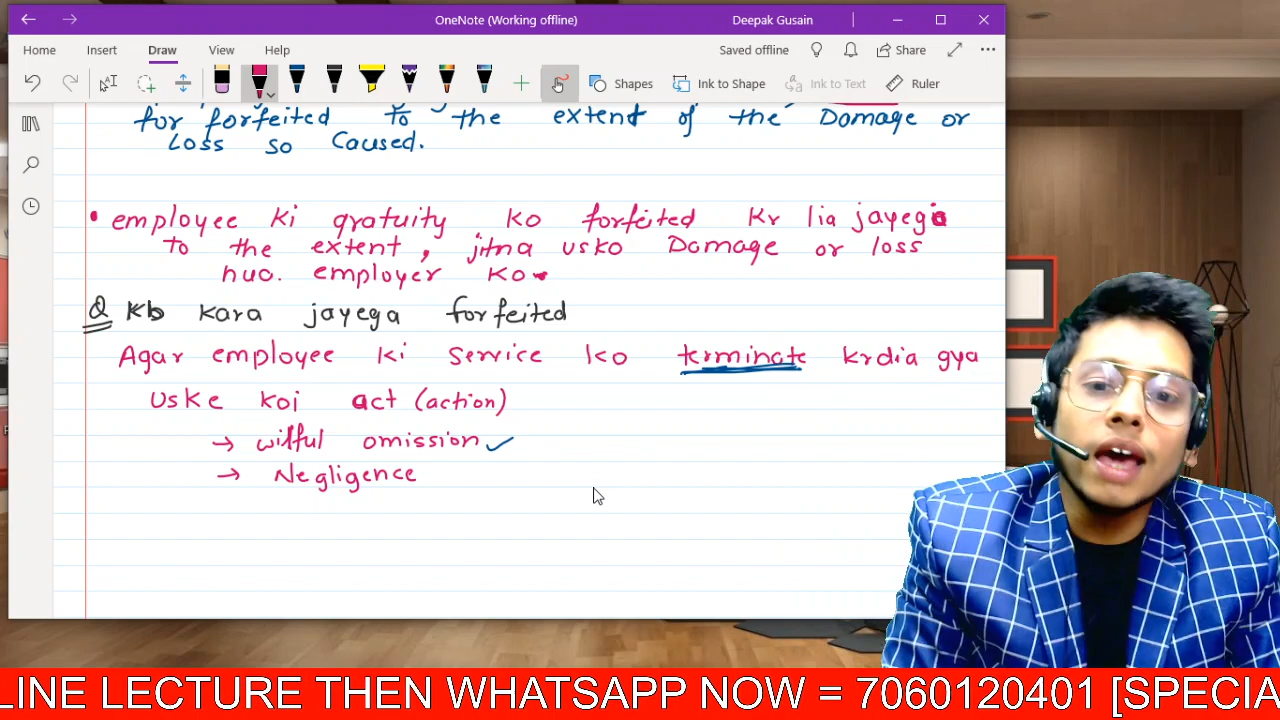 OneNote (Working offline)
Deepak Gusain
Home Insert Draw View Help
Saved offline
Share
Shapes
Ink to Shape
Ink to Text
Ruler
for forfeited to the extent of the Damage or
Loss so Caused.
• employee ki gratuity ko forfeited kr lia jayega
to the extent, jitna usko Damage or loss
hua. employer ko
Q Kb kara jayega forfeited
Agar employee ki service ko terminate krdia gya
uske koi act (action)
→ wilful omission ✓
→ Negligence
LINE LECTURE THEN WHATSAPP NOW = 7060120401 [SPECIA